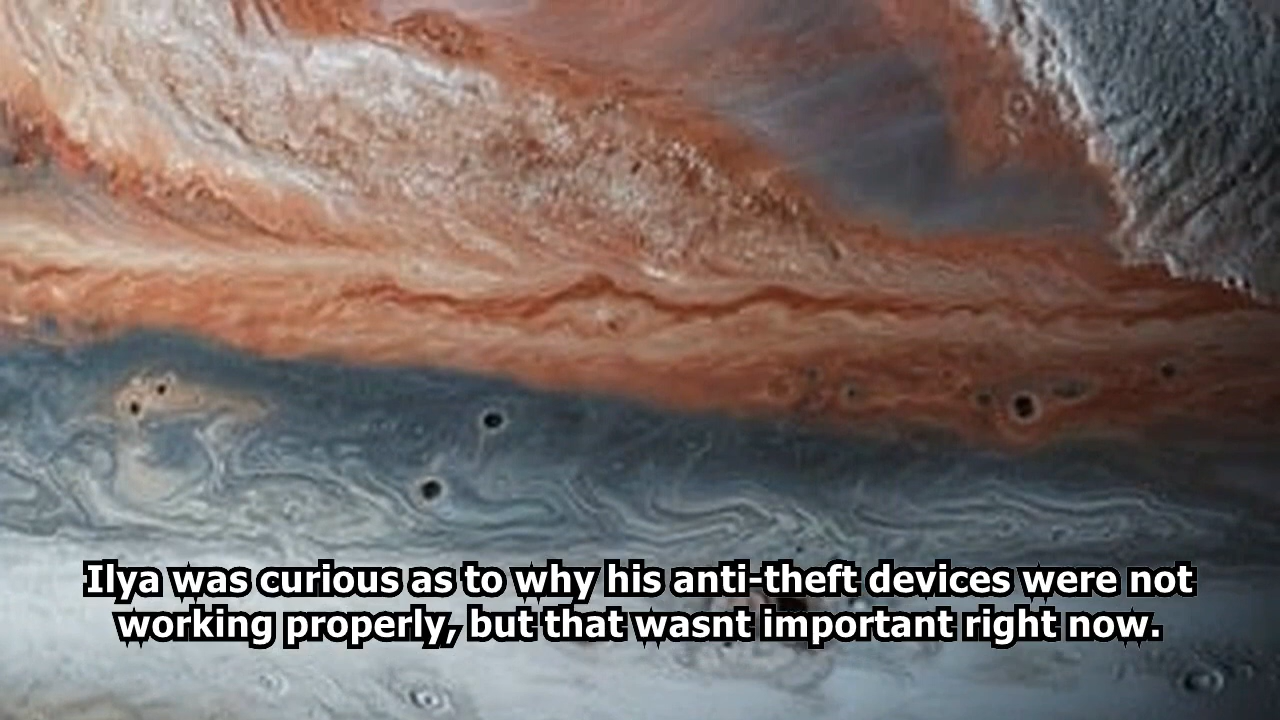 Ilya was curious as to why his anti-theft devices were not
working properly, but that wasnt important right now.